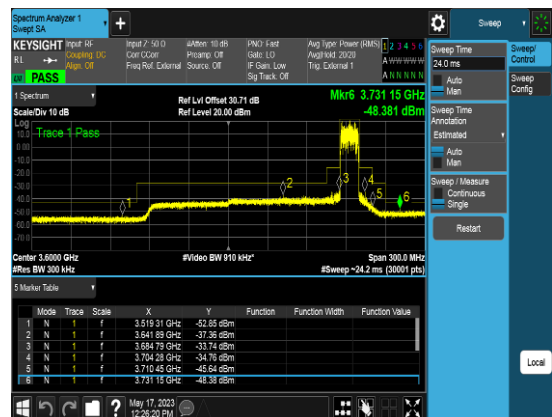 Spectrum Analyzer 1
Swept SA
+
Sweep
KEYSIGHT Input: RF Input Z: 50 Ω #Atten: 10 dB PNO: Fast Avg Type: Power (RMS) 1 2 3 4 5 6
RL Coupling: DC Corr CCorr Preamp: Off Gate: LO Avg|Hold: 20/20 A W W W W W
Align: Off Freq Ref: External Source: Off IF Gain: Low Trig: External 1
LV PASS Sig Track: Off A N N N N N
1 Spectrum
Ref Lvl Offset 30.71 dB Mkr6 3.731 15 GHz
Scale/Div 10 dB Ref Level 20.00 dBm -48.381 dBm
Log
Trace 1 Pass
10.0
0.00
-10.0
-20.0
-30.0
-40.0
-50.0
-60.0
-70.0
1
2
3
4
5
6
Center 3.6000 GHz #Video BW 910 kHz* Span 300.0 MHz
#Res BW 300 kHz #Sweep ~24.2 ms (30001 pts)
5 Marker Table
Mode Trace Scale X Y Function Function Width Function Value
1 N 1 f 3.519 31 GHz -52.85 dBm
2 N 1 f 3.641 89 GHz -37.36 dBm
3 N 1 f 3.684 79 GHz -33.74 dBm
4 N 1 f 3.704 28 GHz -34.76 dBm
5 N 1 f 3.710 45 GHz -45.64 dBm
6 N 1 f 3.731 15 GHz -48.38 dBm
Sweep Time
24.0 ms
Auto
Man
Sweep Time
Annotation
Estimated
Auto
Man
Sweep / Measure
Continuous
Single
Restart
Sweep/
Control
Sweep
Config
Local
?
May 17, 2023
12:26:20 PM